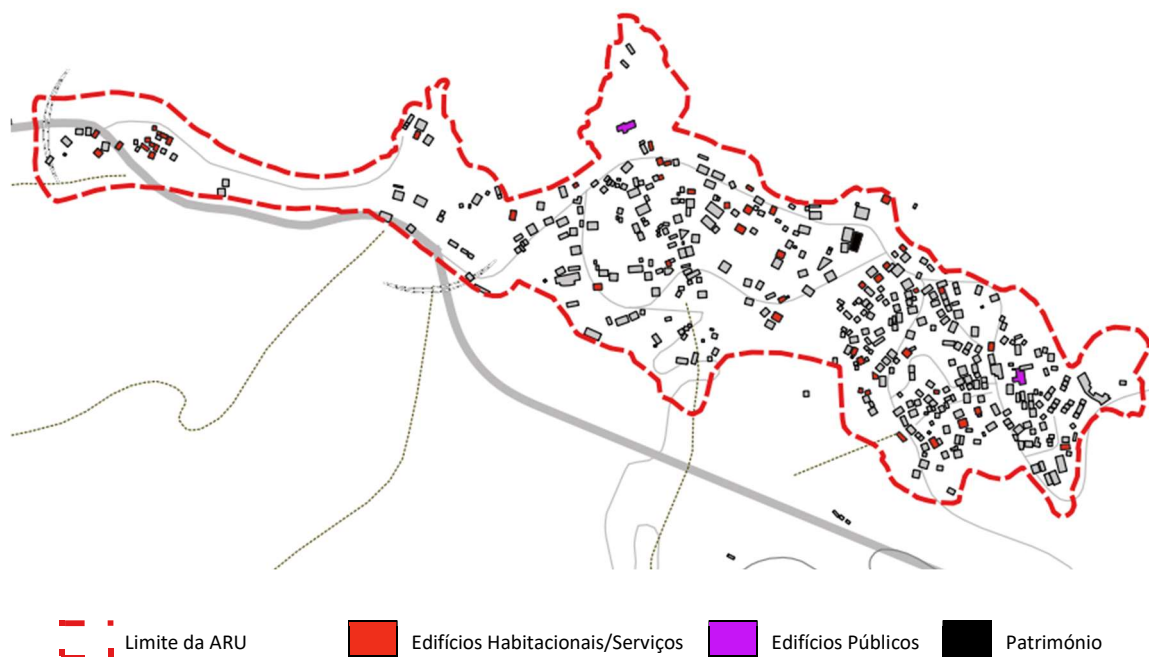 Limite da ARU
Edifícios Habitacionais/Serviços
Edifícios Públicos
Património